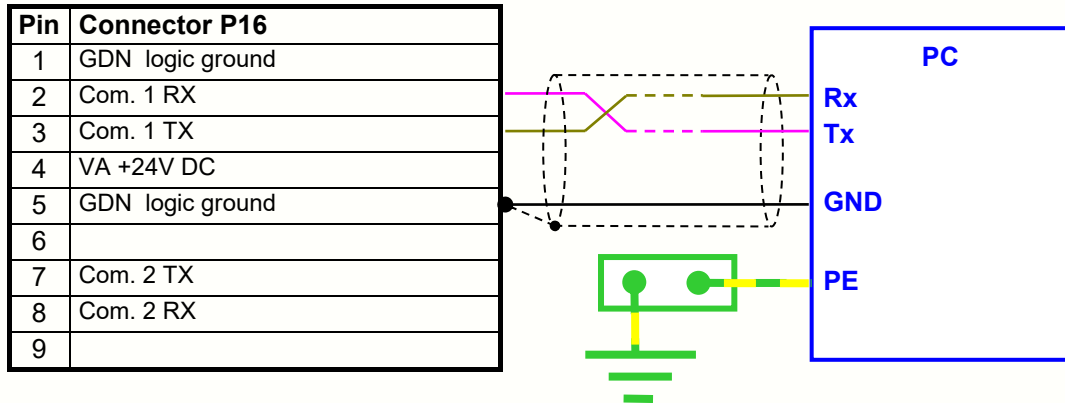 Pin Connector P16
1 GDN logic ground
2 Com. 1 RX
3 Com. 1 TX
4 VA +24V DC
5 GDN logic ground
6
7 Com. 2 TX
8 Com. 2 RX
9
PC
Rx
Tx
GND
PE